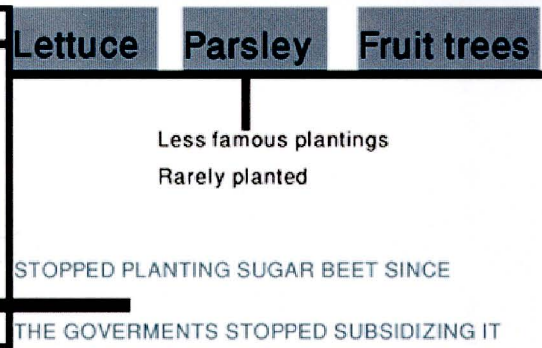 Lettuce Parsley Fruit trees
Less famous plantings
Rarely planted
STOPPED PLANTING SUGAR BEET SINCE
THE GOVERMENTS STOPPED SUBSIDIZING IT